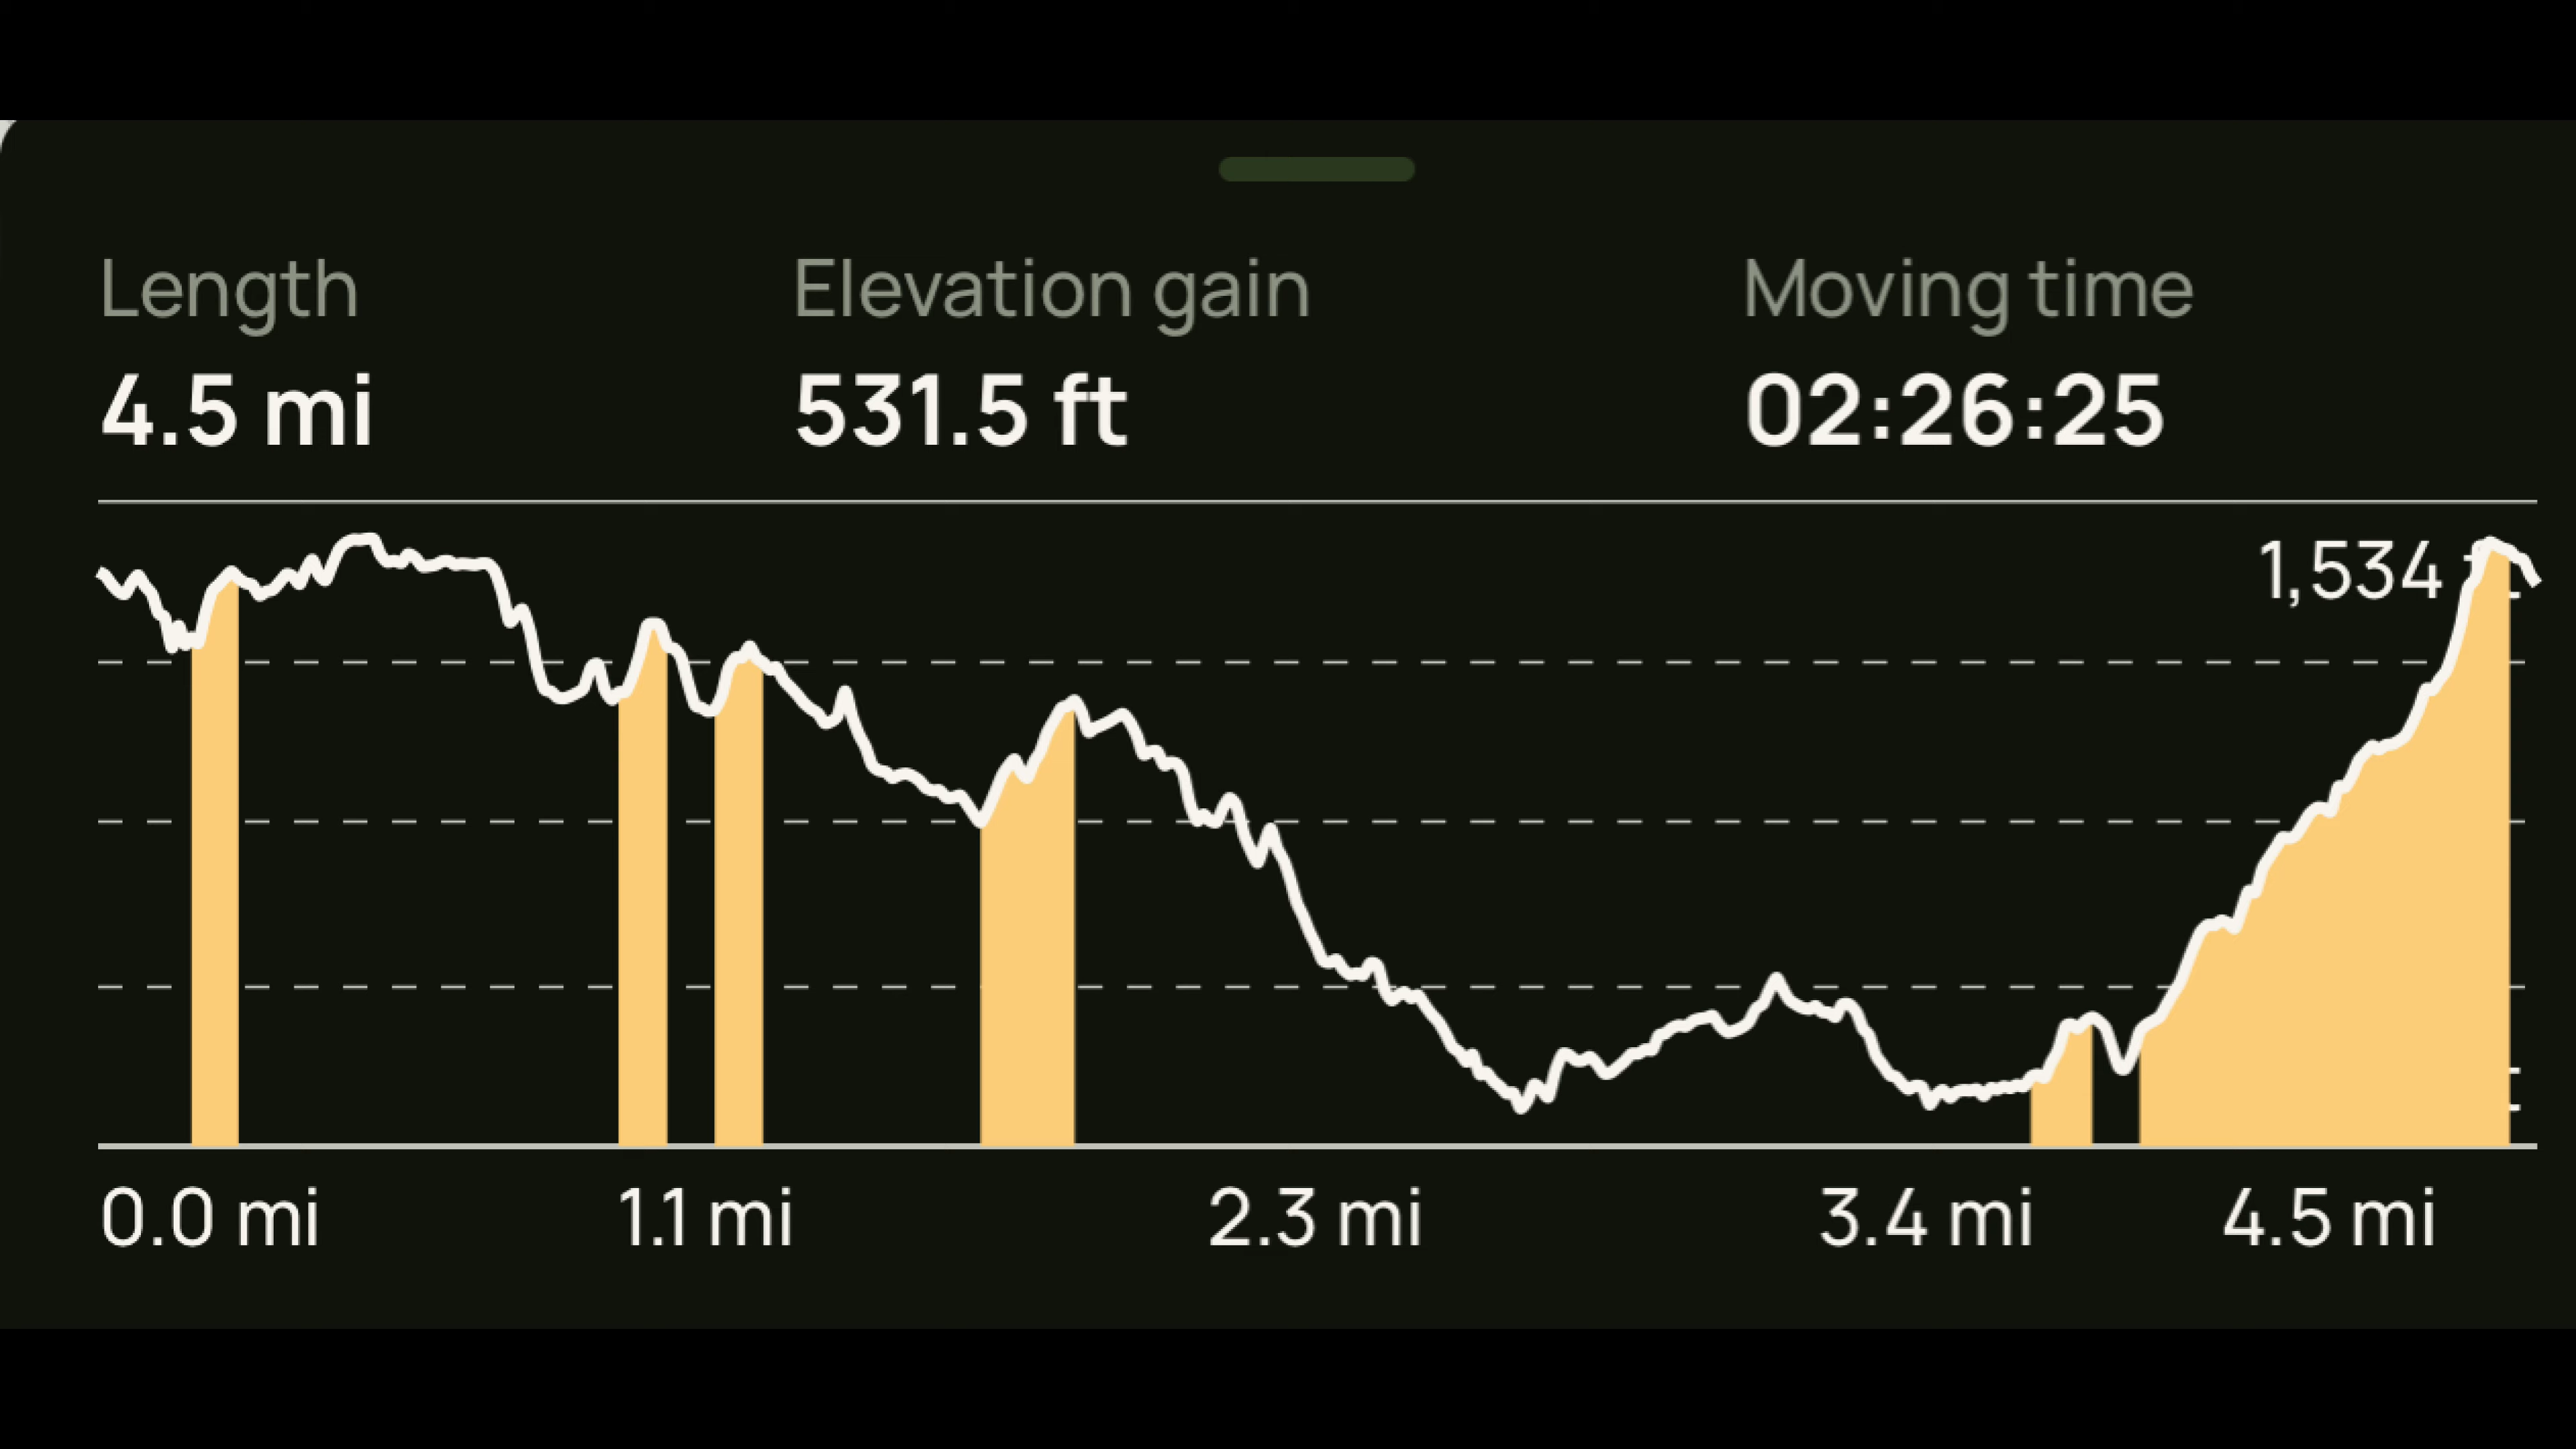 Length Elevation gain Moving time
4.5 mi 531.5 ft 02:26:25
1,534
0.0 mi 1.1 mi 2.3 mi 3.4 mi 4.5 mi